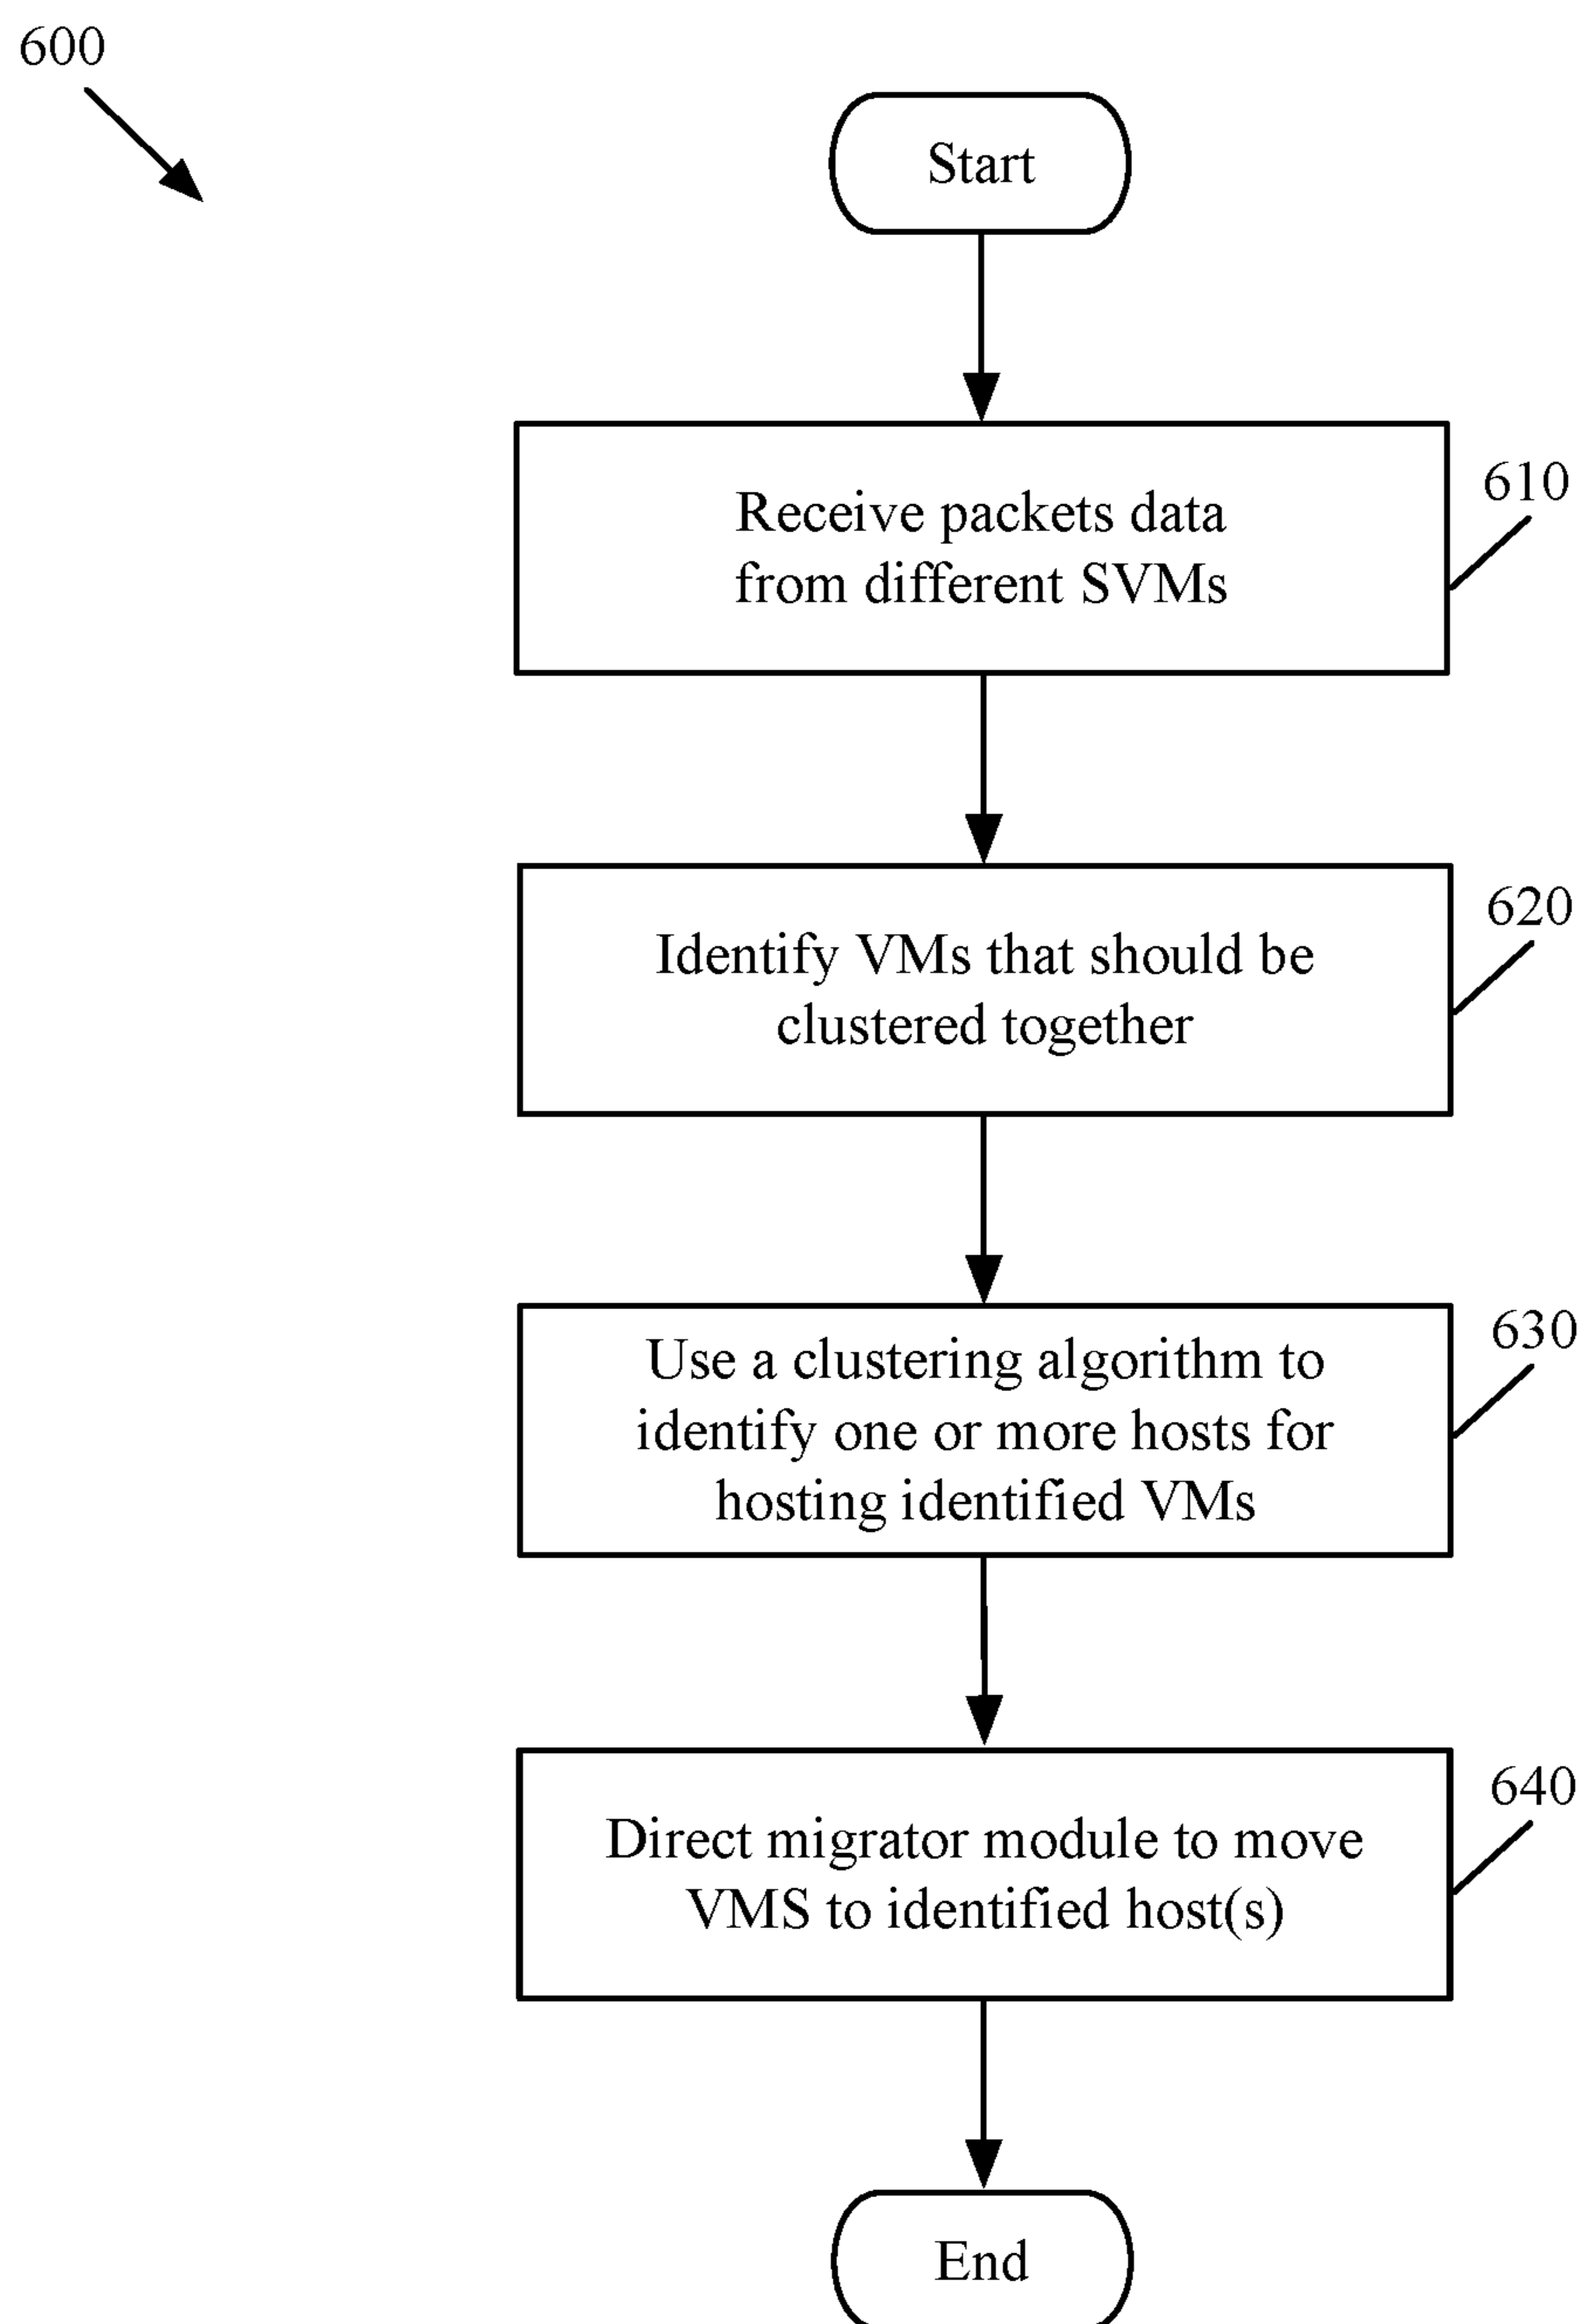 600
Start
Receive packets data
from different SVMs
610
Identify VMs that should be
clustered together
620
Use a clustering algorithm to
identify one or more hosts for
hosting identified VMs
630
Direct migrator module to move
VMS to identified host(s)
640
End